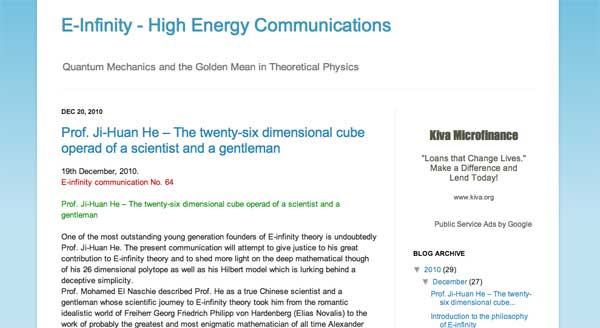 E-Infinity - High Energy Communications
Quantum Mechanics and the Golden Mean in Theoretical Physics
DEC 20, 2010
Prof. Ji-Huan He – The twenty-six dimensional cube
operad of a scientist and a gentleman
19th December, 2010.
E-infinity communication No. 64
Prof. Ji-Huan He – The twenty-six dimensional cube operad of a scientist and a
gentleman
One of the most outstanding young generation founders of E-infinity theory is undoubtedly
Prof. Ji-Huan He. The present communication will attempt to give justice to his great
contribution to E-infinity theory and to shed more light on the deep mathematical though
of his 26 dimensional polytope as well as his Hilbert model which is lurking behind a
deceptive simplicity.
Prof. Mohamed El Naschie described Prof. He as a true Chinese scientist and a
gentleman whose scientific journey to E-infinity theory took him from the romantic
idealistic world of Freiherr Georg Friedrich Philipp von Hardenberg (Elias Novalis) to the
work of probably the greatest and most enigmatic mathematician of all time Alexander
Kiva Microfinance
"Loans that Change Lives."
Make a Difference and
Lend Today!
www.kiva.org
Public Service Ads by Google
BLOG ARCHIVE
▼ 2010 (29)
▼ December (27)
Prof. Ji-Huan He – The twenty-
six dimensional cube...
Introduction to the philosophy
of E-infinity